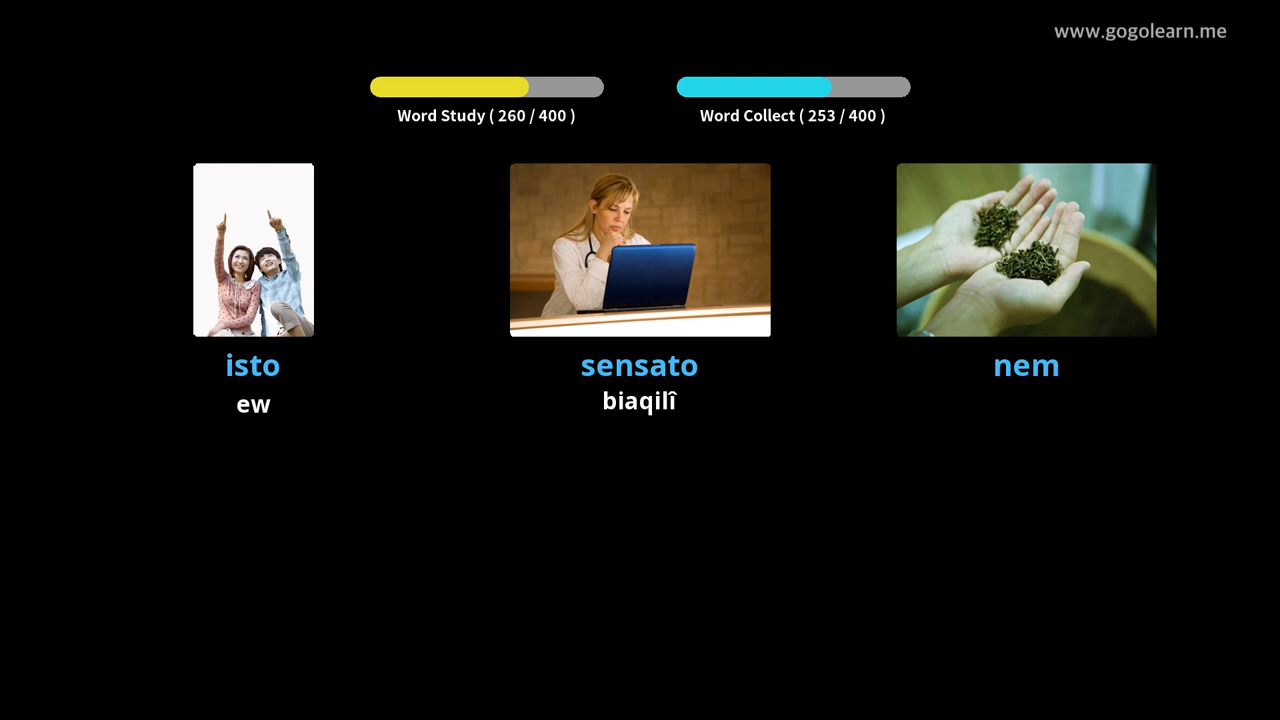 www.gogolearn.me
Word Study ( 260 / 400 )
Word Collect ( 253 / 400 )
isto
ew
sensato
biaqilî
nem